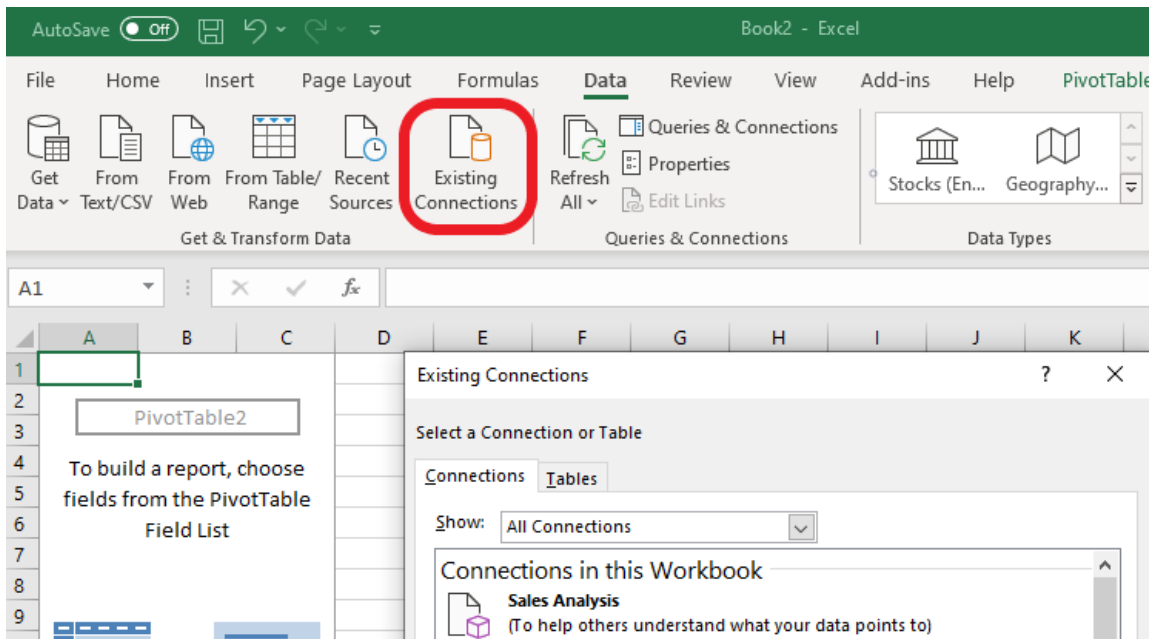 AutoSave Off
Book2 - Excel
File Home Insert Page Layout Formulas Data Review View Add-ins Help PivotTable
Get Data
From Text/CSV
From Web
From Table/ Range
Recent Sources
Existing Connections
Get & Transform Data
Refresh All
Queries & Connections
Properties
Edit Links
Queries & Connections
Stocks (En...
Geography...
Data Types
A1
fx
A B C D E F G H I J K
1
2
3
4
5
6
7
8
9
PivotTable2
To build a report, choose
fields from the PivotTable
Field List
Existing Connections ?
Select a Connection or Table
Connections Tables
Show: All Connections
Connections in this Workbook
Sales Analysis
(To help others understand what your data points to)